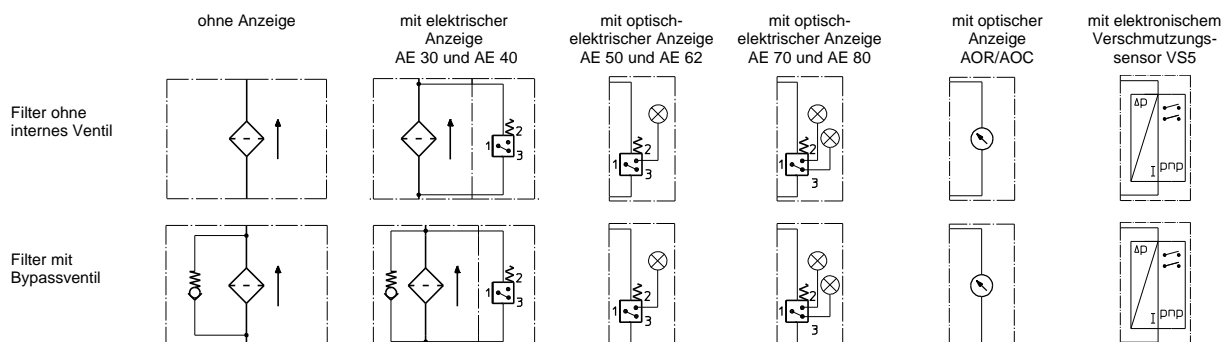 ohne Anzeige
mit elektrischer
Anzeige
AE 30 und AE 40
mit optisch-
elektrischer Anzeige
AE 50 und AE 62
mit optisch-
elektrischer Anzeige
AE 70 und AE 80
mit optischer
Anzeige
AOR/AOC
mit elektronischem
Verschmutzungs-
sensor VS5
Filter ohne
internes Ventil
1 2 3
1 2 3
1 2 3
Δp
I pnp
Filter mit
Bypassventil
1 2 3
1 2 3
1 2 3
Δp
I pnp